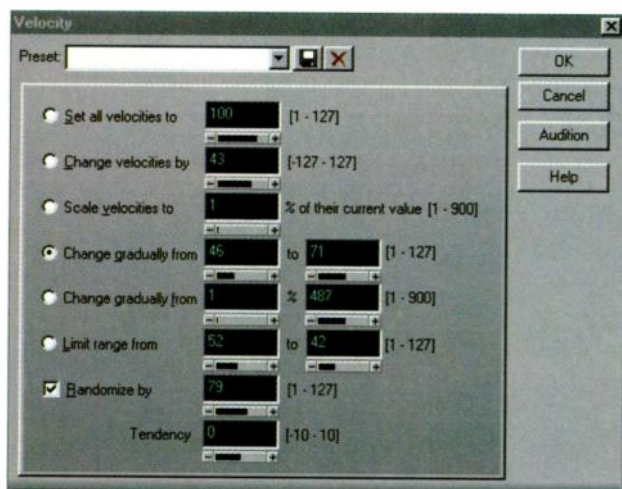 Velocity
Preset:
OK
Cancel
Audition
Help
Set all velocities to 100 [1 - 127]
Change velocities by 43 [-127 - 127]
Scale velocities to 1 % of their current value [1 - 900]
Change gradually from 46 to 71 [1 - 127]
Change gradually from 1 % 487 [1 - 900]
Limit range from 52 to 42 [1 - 127]
Randomize by 79 [1 - 127]
Tendency 0 [-10 - 10]